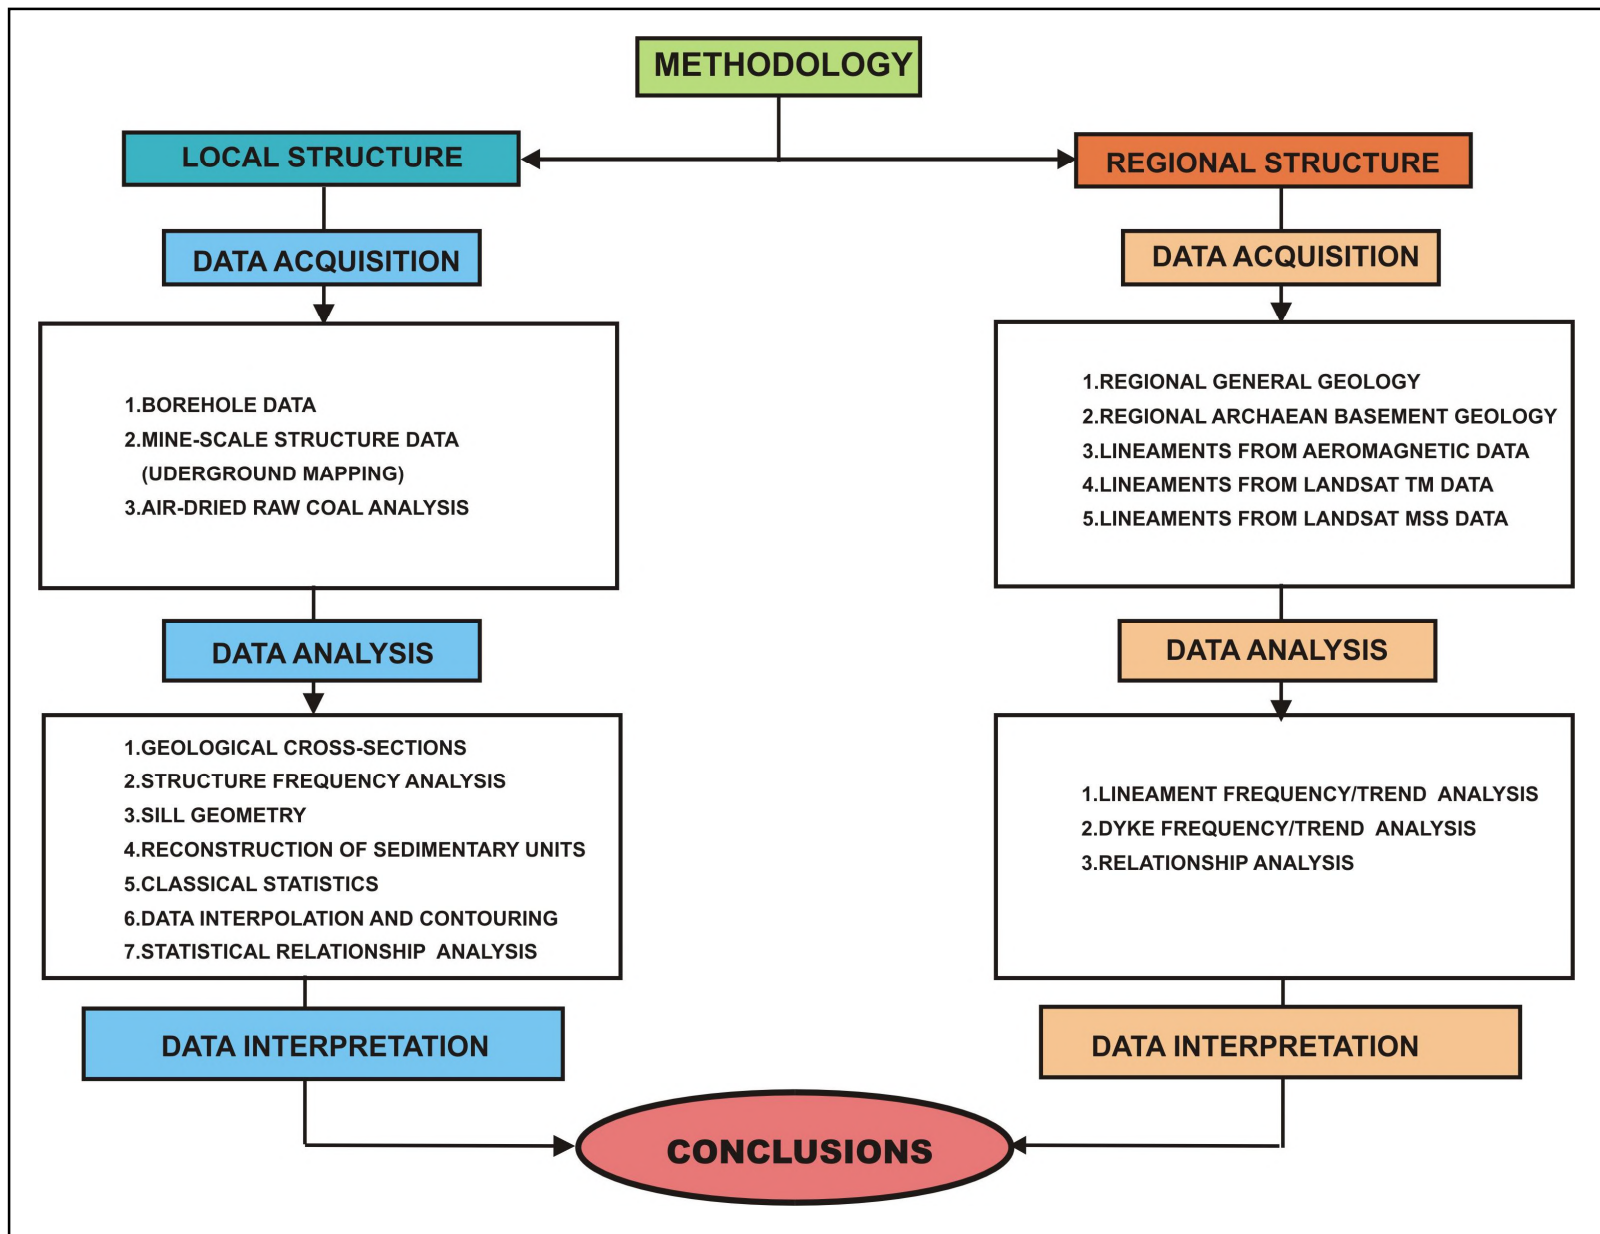 METHODOLOGY
LOCAL STRUCTURE
DATA ACQUISITION
1.BOREHOLE DATA
2.MINE-SCALE STRUCTURE DATA
(UDERGROUND MAPPING)
3.AIR-DRIED RAW COAL ANALYSIS
DATA ANALYSIS
1.GEOLOGICAL CROSS-SECTIONS
2.STRUCTURE FREQUENCY ANALYSIS
3.SILL GEOMETRY
4.RECONSTRUCTION OF SEDIMENTARY UNITS
5.CLASSICAL STATISTICS
6.DATA INTERPOLATION AND CONTOURING
7.STATISTICAL RELATIONSHIP ANALYSIS
DATA INTERPRETATION
REGIONAL STRUCTURE
DATA ACQUISITION
1.REGIONAL GENERAL GEOLOGY
2.REGIONAL ARCHAEAN BASEMENT GEOLOGY
3.LINEAMENTS FROM AEROMAGNETIC DATA
4.LINEAMENTS FROM LANDSAT TM DATA
5.LINEAMENTS FROM LANDSAT MSS DATA
DATA ANALYSIS
1.LINEAMENT FREQUENCY/TREND ANALYSIS
2.DYKE FREQUENCY/TREND ANALYSIS
3.RELATIONSHIP ANALYSIS
DATA INTERPRETATION
CONCLUSIONS